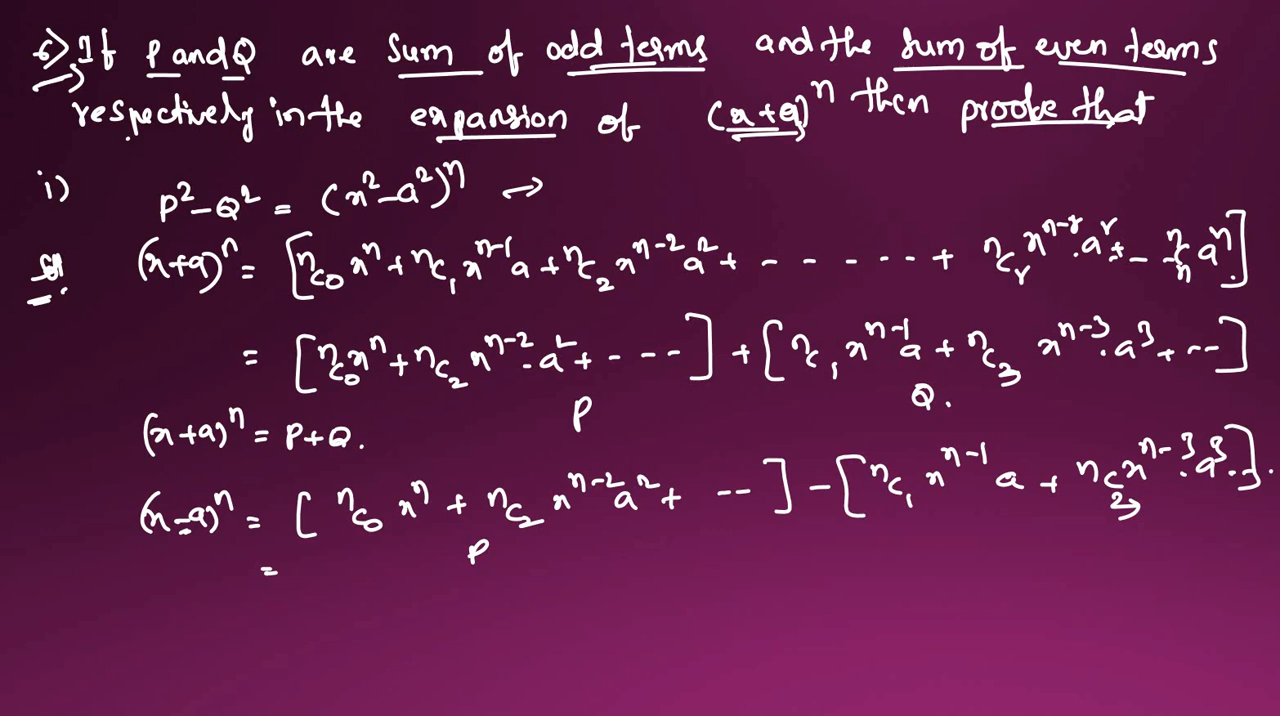 6). If P and Q are Sum of odd terms and the sum of even terms
respectively in the expansion of (x+a)^n then proove that
i) P²-Q² = (x²-a²)^n →
Sol. (x+a)^n = [nC₀ x^n + nC₁ x^{n-1} a + nC₂ x^{n-2} a² + - - - - - - + nCᵣ x^{n-r}.a^r + - - nCₙ a^n]
= [nC₀ x^n + nC₂ x^{n-2}.a² + - - - -] + [nC₁ x^{n-1} a + nC₃ x^{n-3}.a³ + - -]
P Q.
(x+a)^n = P+Q.
(x-a)^n = [nC₀ x^n + nC₂ x^{n-2} a² + - -] - [nC₁ x^{n-1} a + nC₃ x^{n-3}.a³ - -].
= P